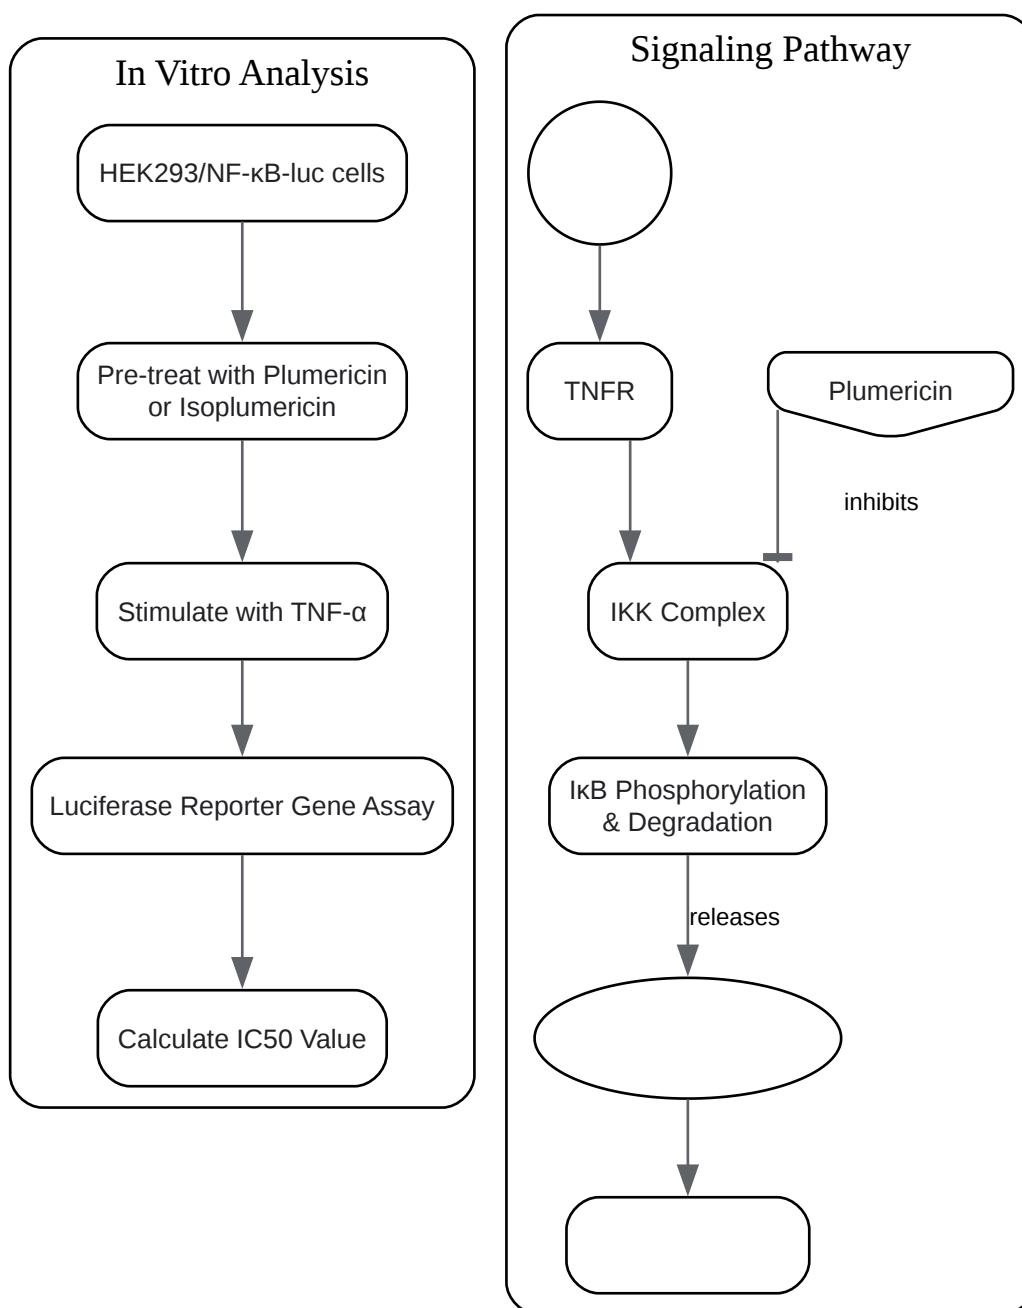 In Vitro Analysis
HEK293/NF-κB-luc cells
Pre-treat with Plumericin
or Isoplumericin
Stimulate with TNF-α
Luciferase Reporter Gene Assay
Calculate IC50 Value
Signaling Pathway
TNFR
Plumericin
inhibits
IKK Complex
IκB Phosphorylation
& Degradation
releases